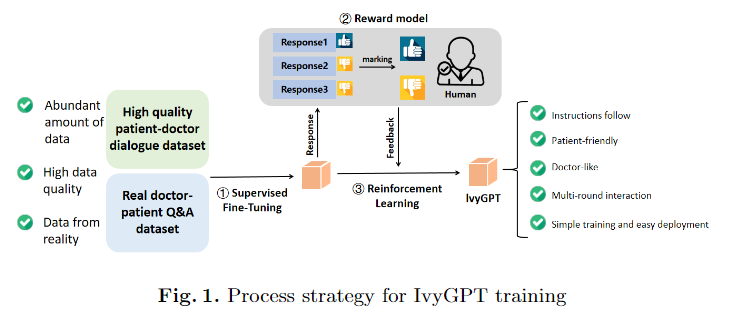 ② Reward model
Response1
Response2
Response3
marking
Human
Abundant
amount of
data
High data
quality
Data from
reality
High quality
patient-doctor
dialogue dataset
Real doctor-
patient Q&A
dataset
① Supervised
Fine-Tuning
Response
Feedback
③ Reinforcement
Learning
IvyGPT
Instructions follow
Patient-friendly
Doctor-like
Multi-round interaction
Simple training and easy deployment
Fig. 1. Process strategy for IvyGPT training